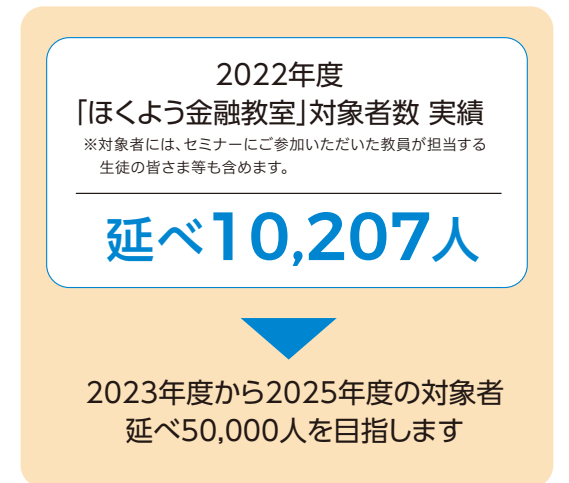 2022年度
「ほくよう金融教室」対象者数 実績
※対象者には、セミナーにご参加いただいた教員が担当する
生徒の皆さま等も含めます。
延べ10,207人
2023年度から2025年度の対象者
延べ50,000人を目指します